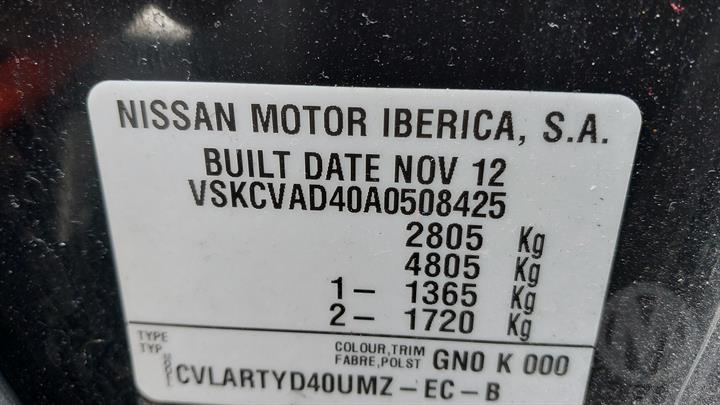 NISSAN MOTOR IBERICA, S.A.
BUILT DATE NOV 12
VSKCVAD40A0508425
2805 Kg
4805 Kg
1- 1365 Kg
2- 1720 Kg
TYPE
TYP
COLOUR,TRIM
FABRE,POLST GN0 K 000
CVLARTYD40UMZ-EC-B